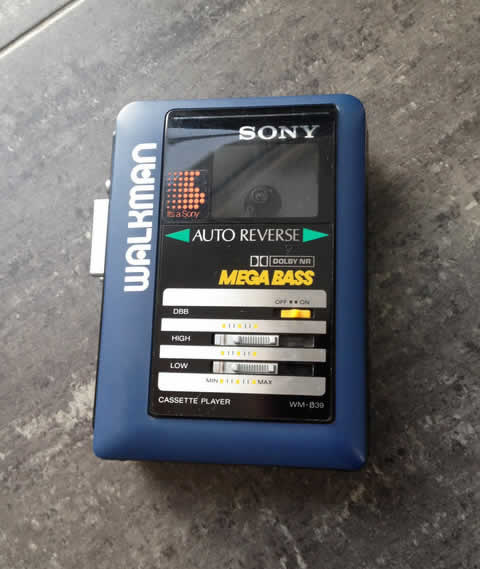 SONY
WALKMAN
It's a Sony
AUTO REVERSE
DOLBY NR
MEGA BASS
OFF ON
DBB
HIGH
LOW
MIN MAX
CASSETTE PLAYER WM-B39